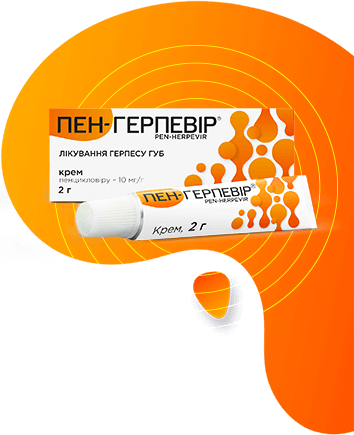 ПЕН-ГЕРПЕВІР®
PEN-HERPEVIR
ЛІКУВАННЯ ГЕРПЕСУ ГУБ
крем
пенцикловіру – 10 мг/г
2 г
ПЕН-ГЕРПЕВІР®
PEN-HERPEVIR
Крем, 2 г